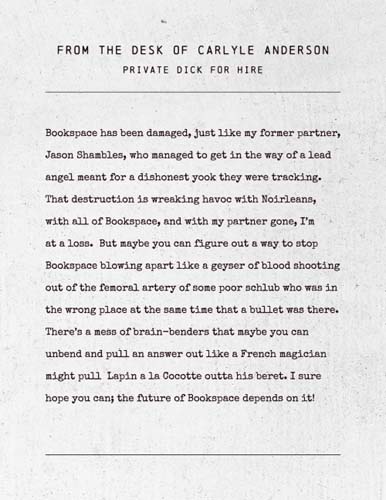 FROM THE DESK OF CARLYLE ANDERSON
PRIVATE DICK FOR HIRE
Bookspace has been damaged, just like my former partner,
Jason Shambles, who managed to get in the way of a lead
angel meant for a dishonest yook they were tracking.
That destruction is wreaking havoc with Noirleans,
with all of Bookspace, and with my partner gone, I'm
at a loss.  But maybe you can figure out a way to stop
Bookspace blowing apart like a geyser of blood shooting
out of the femoral artery of some poor schlub who was in
the wrong place at the same time that a bullet was there.
There's a mess of brain-benders that maybe you can
unbend and pull an answer out like a French magician
might pull  Lapin a la Cocotte outta his beret. I sure
hope you can; the future of Bookspace depends on it!